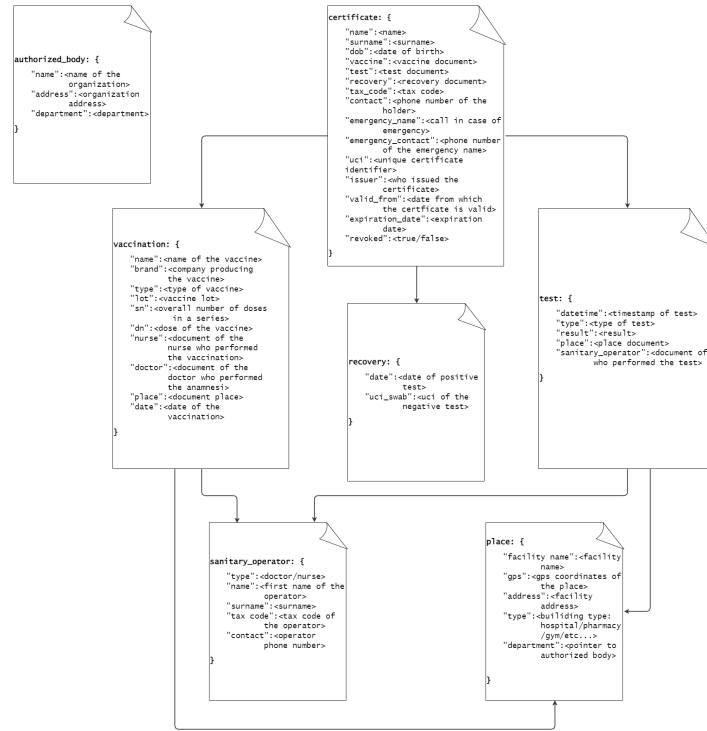 authorized_body: {
"name":<name of the
organization>
"address":<organization
address>
"department":<department>
}
certificate: {
"name":<name>
"surname":<surname>
"dob":<date of birth>
"vaccine":<vaccine document>
"test":<test document>
"recovery":<recovery document>
"tax_code":<tax code>
"contact":<phone number of the
holder>
"emergency_name":<call in case of
emergency>
"emergency_contact":<phone number
of the emergency name>
"uci":<unique certificate
identifier>
"issuer":<who issued the
certificate>
"valid_from":<date from which
the certficate is valid>
"expiration_date":<expiration
date>
"revoked":<true/false>
}
vaccination: {
"name":<name of the vaccine>
"brand":<company producing
the vaccine>
"type":<type of vaccine>
"lot":<vaccine lot>
"sn":<overall number of doses
in a series>
"dn":<dose of the vaccine>
"nurse":<document of the
nurse who performed
the vaccination>
"doctor":<document of the
doctor who performed
the anamnesi>
"place":<document place>
"date":<date of the
vaccination>
}
recovery: {
"date":<date of positive
test>
"uci_swab":<uci of the
negative test>
}
test: {
"datetime":<timestamp of test>
"type":<type of test>
"result":<result>
"place":<place document>
"sanitary_operator":<document of
who performed the test>
}
sanitary_operator: {
"type":<doctor/nurse>
"name":<first name of the
operator>
"surname":<surname>
"tax code":<tax code of
the operator>
"contact":<operator
phone number>
}
place: {
"facility name":<facility
name>
"gps":<gps coordinates of
the place>
"address":<facility
address>
"type":<builiding type:
hospital/pharmacy
/gym/etc...>
"department":<pointer to
authorized body>
}